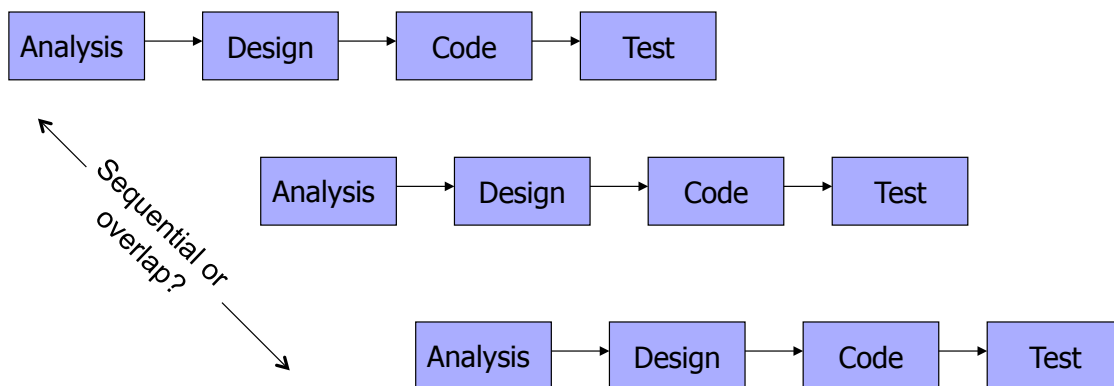 Analysis
Design
Code
Test
Sequential or
overlap?
Analysis
Design
Code
Test
Analysis
Design
Code
Test